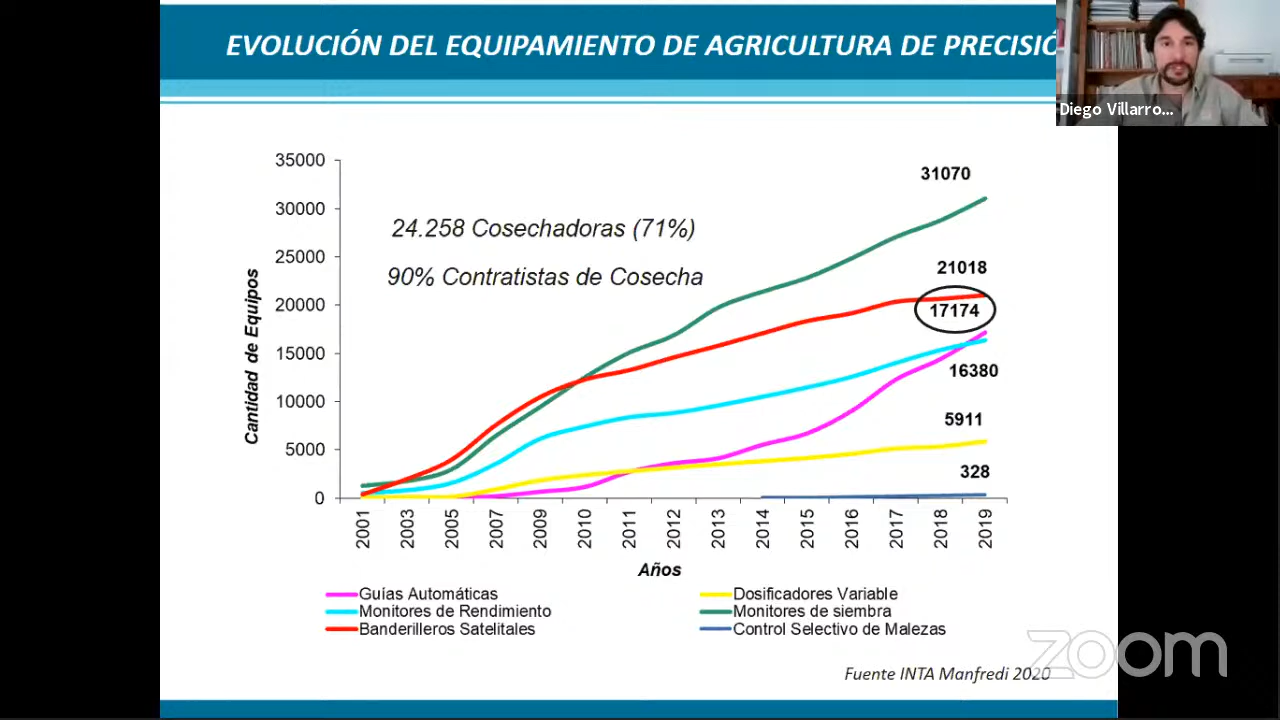 EVOLUCIÓN DEL EQUIPAMIENTO DE AGRICULTURA DE PRECISIÓ
Diego Villarro...
35000
30000
25000
20000
15000
10000
5000
0
Cantidad de Equipos
24.258 Cosechadoras (71%)
90% Contratistas de Cosecha
31070
21018
17174
16380
5911
328
2001 2003 2005 2007 2009 2010 2011 2012 2013 2014 2015 2016 2017 2018 2019
Años
Guías Automáticas
Dosificadores Variable
Monitores de Rendimiento
Monitores de siembra
Banderilleros Satelitales
Control Selectivo de Malezas
zoom
Fuente INTA Manfredi 2020